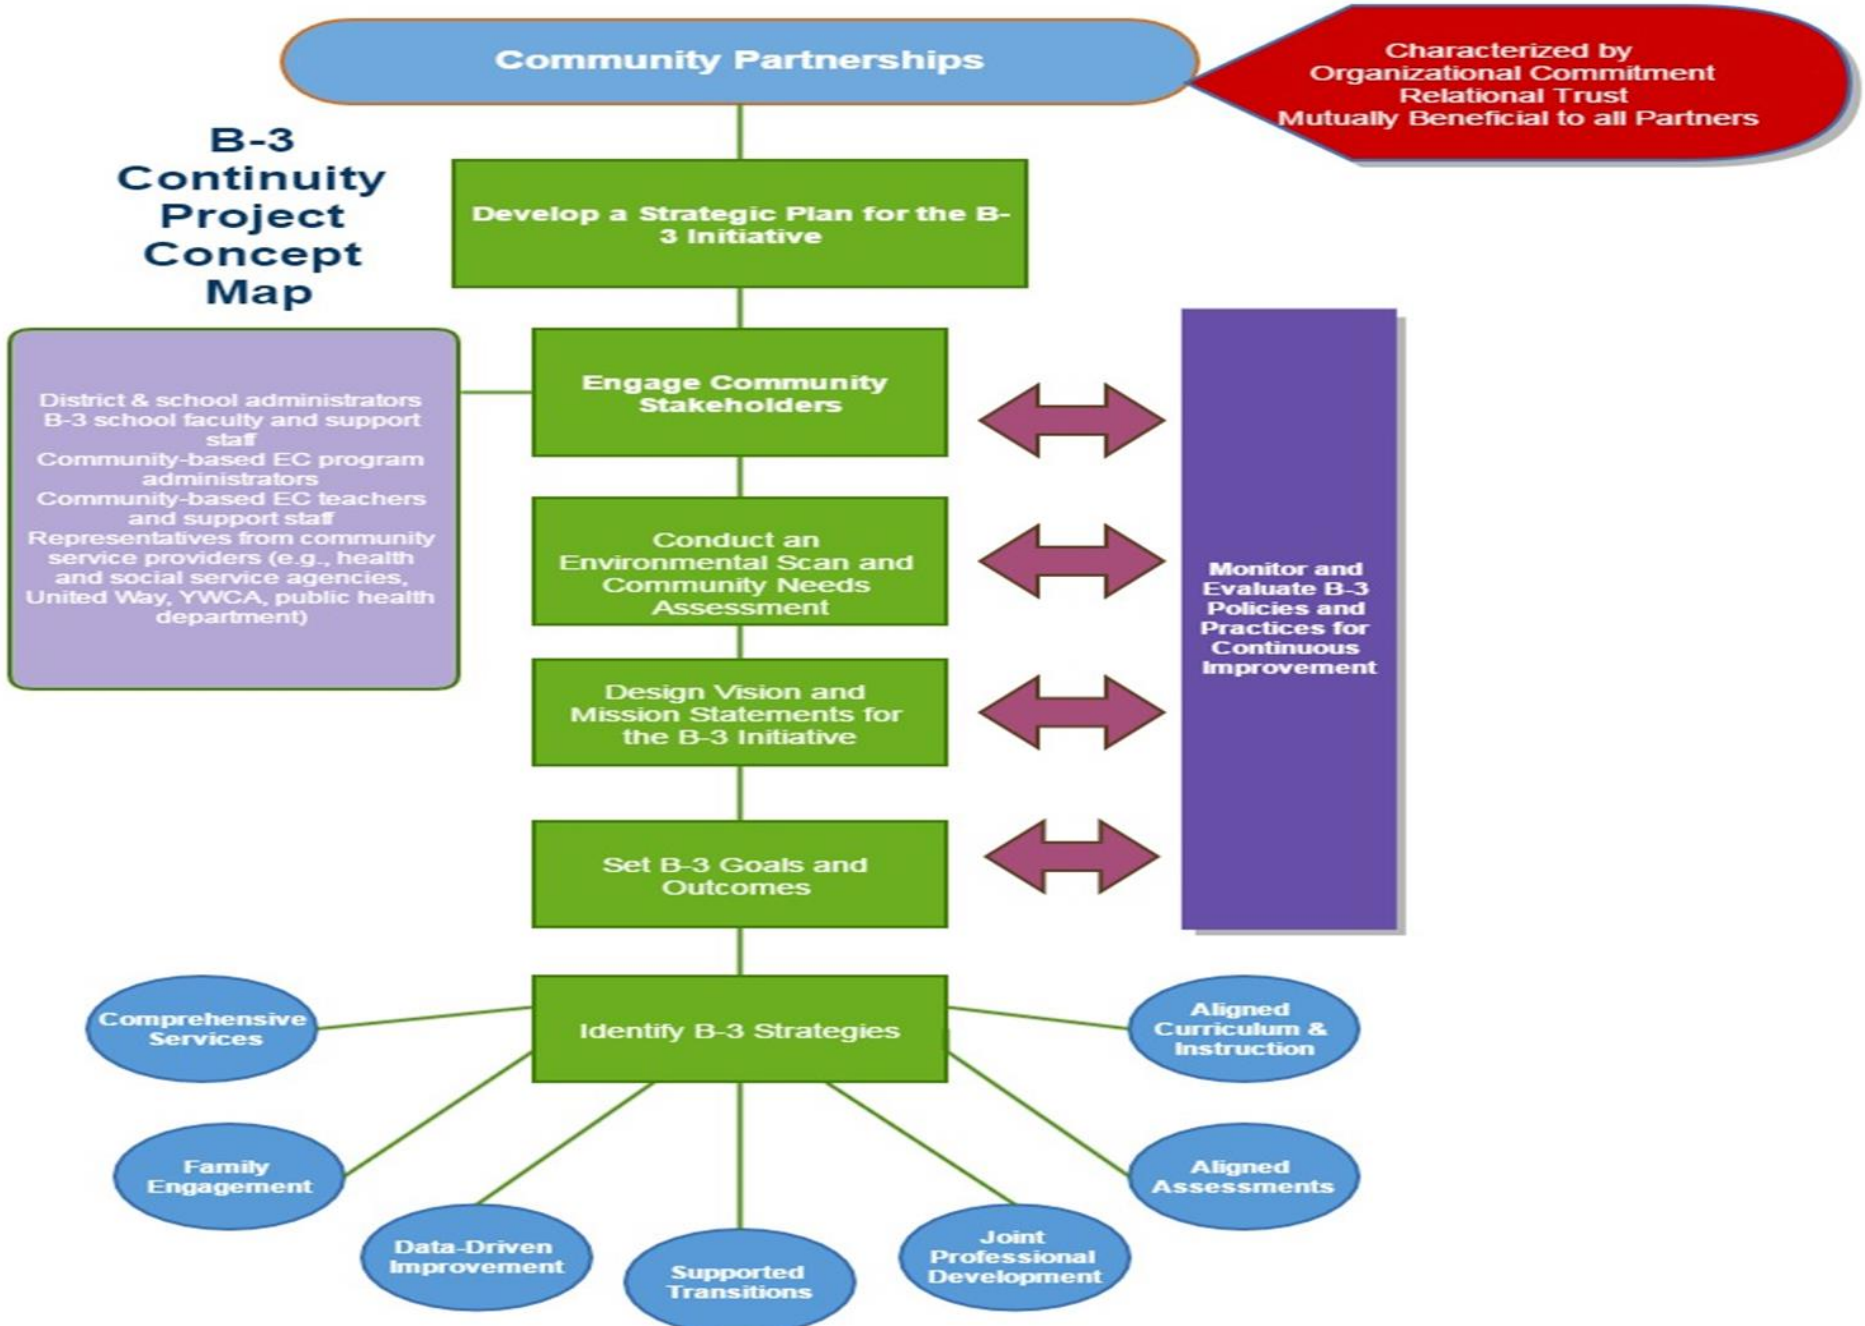 Community Partnerships
Characterized by
Organizational Commitment
Relational Trust
Mutually Beneficial to all Partners
B-3
Continuity
Project
Concept
Map
Develop a Strategic Plan for the B-
3 Initiative
Engage Community
Stakeholders
District & school administrators
B-3 school faculty and support
staff
Community-based EC program
administrators
Community-based EC teachers
and support staff
Representatives from community
service providers (e.g., health
and social service agencies,
United Way, YWCA, public health
department)
Conduct an
Environmental Scan and
Community Needs
Assessment
Monitor and
Evaluate B-3
Policies and
Practices for
Continuous
Improvement
Design Vision and
Mission Statements for
the B-3 Initiative
Set B-3 Goals and
Outcomes
Identify B-3 Strategies
Comprehensive
Services
Aligned
Curriculum &
Instruction
Family
Engagement
Aligned
Assessments
Data-Driven
Improvement
Supported
Transitions
Joint
Professional
Development